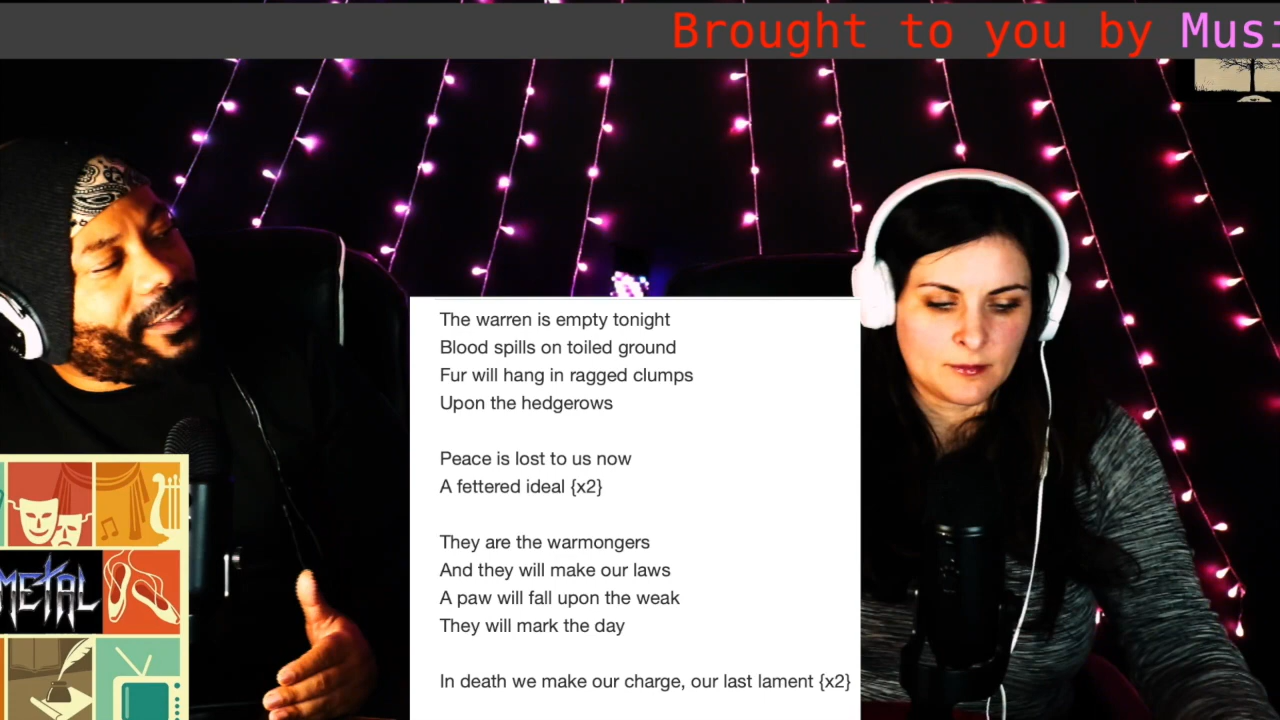 Brought to you by Musi
The warren is empty tonight
Blood spills on toiled ground
Fur will hang in ragged clumps
Upon the hedgerows
Peace is lost to us now
A fettered ideal {x2}
They are the warmongers
And they will make our laws
A paw will fall upon the weak
They will mark the day
In death we make our charge, our last lament {x2}
METAL